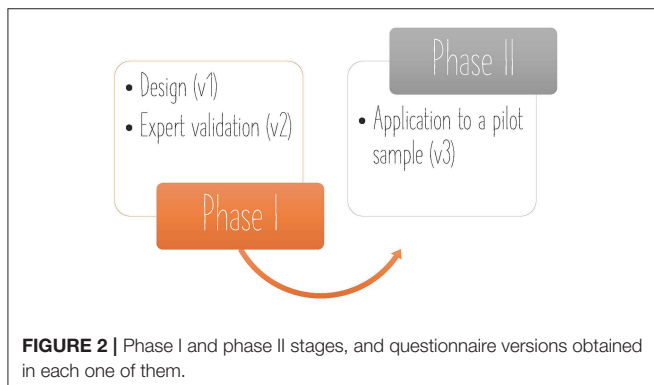 • Design (v1)
• Expert validation (v2)
Phase I
Phase II
• Application to a pilot
sample (v3)
FIGURE 2 | Phase I and phase II stages, and questionnaire versions obtained
in each one of them.